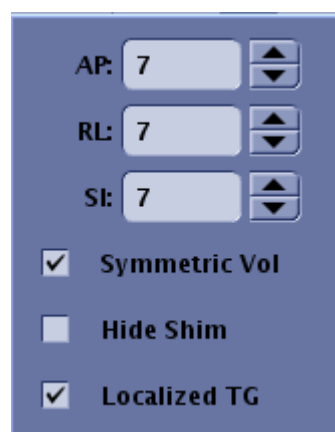 AP: 7
RL: 7
SI: 7
Symmetric Vol
Hide Shim
Localized TG